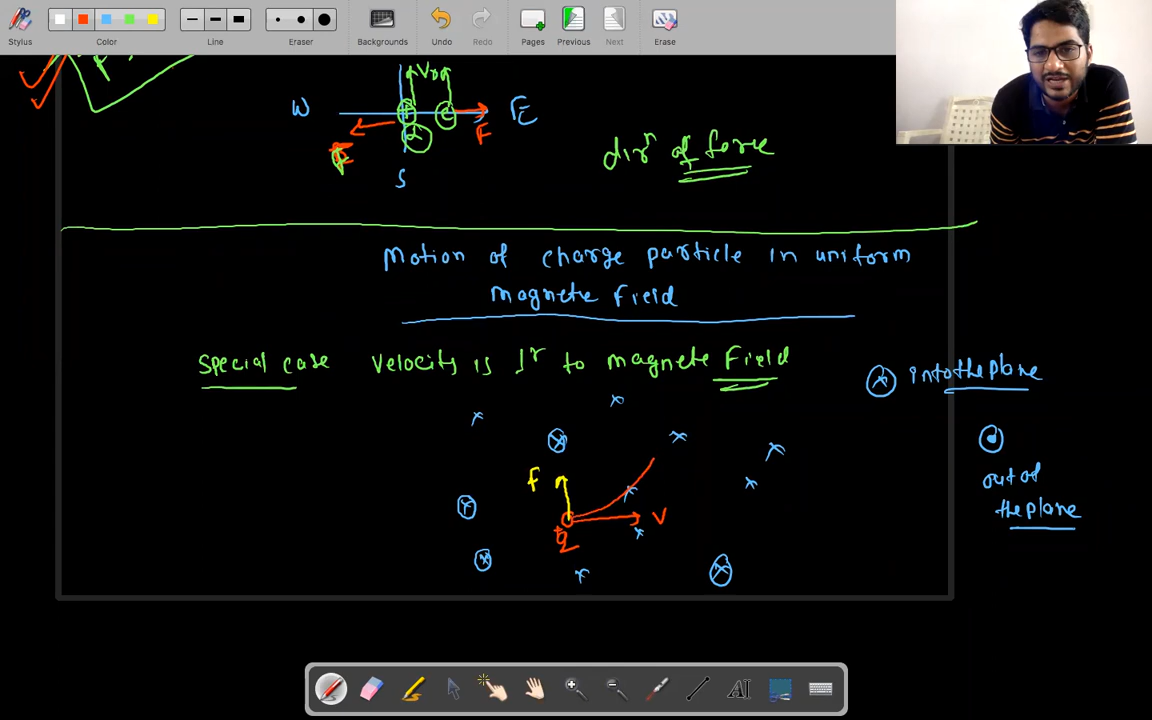 Stylus
Color
Line
Eraser
Backgrounds
Undo
Redo
Pages
Previous
Next
Erase
W
E
F
S
dirⁿ of force
Motion of charge particle in uniform
magnetic Field
Special case velocity is ⊥r to magnetic Field
into the plane
out of
the plane
F
V
+q